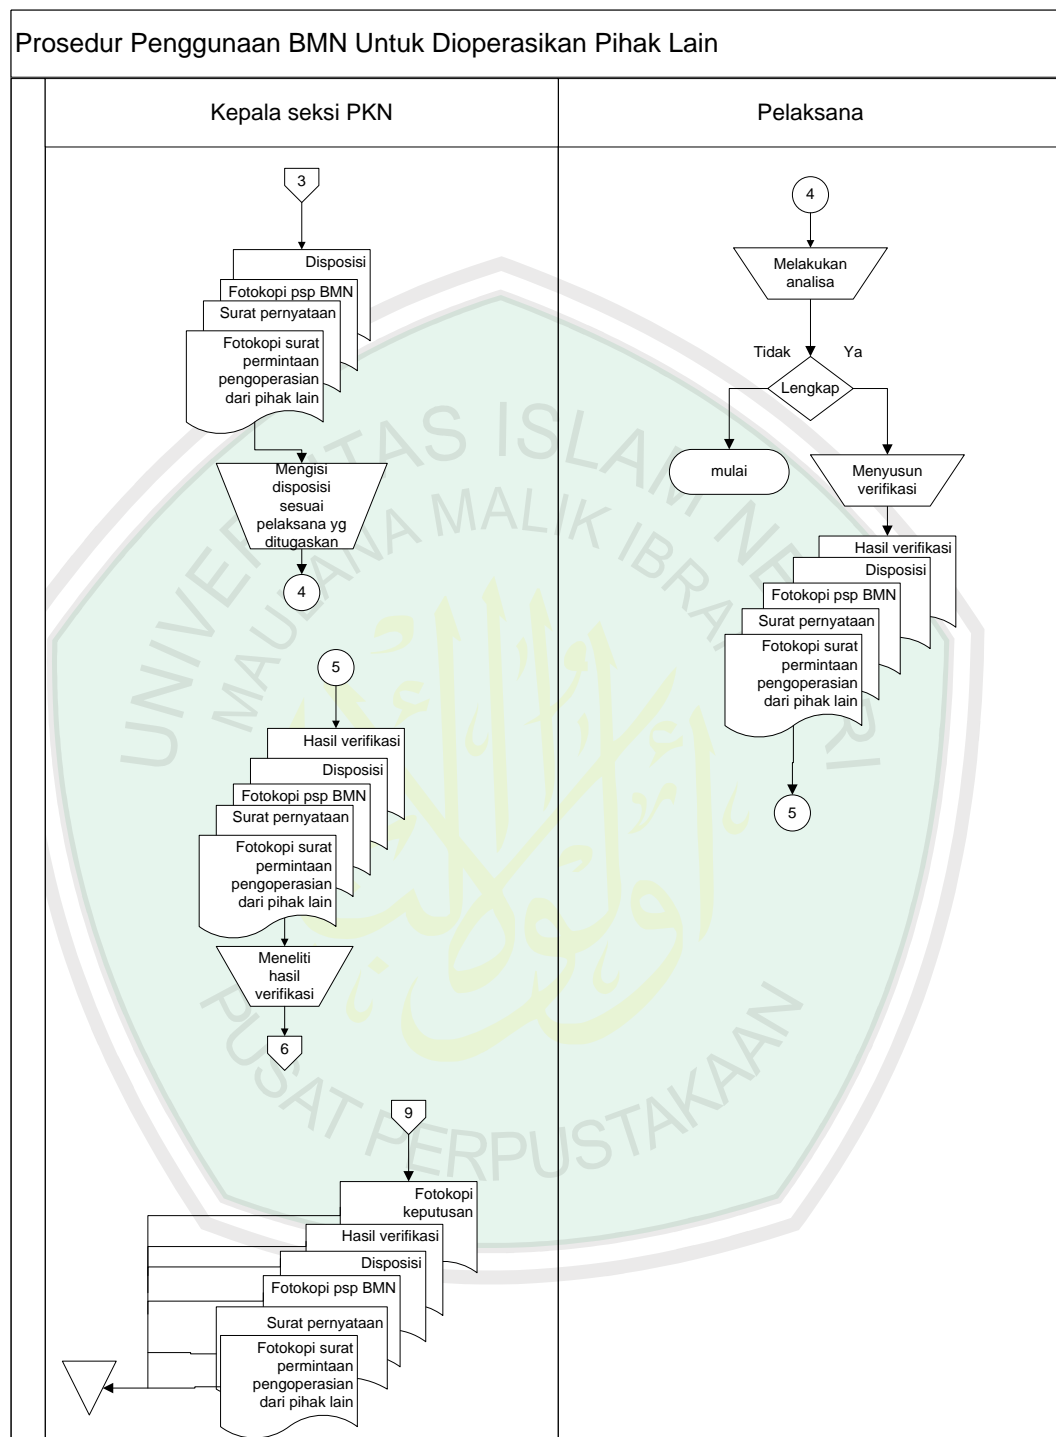 Prosedur Penggunaan BMN Untuk Dioperasikan Pihak Lain
Kepala seksi PKN
Pelaksana
3
Disposisi
Fotokopi psp BMN
Surat pernyataan
Fotokopi surat
permintaan
pengoperasian
dari pihak lain
Mengisi
disposisi
sesuai
pelaksana yg
ditugaskan
4
5
Hasil verifikasi
Disposisi
Fotokopi psp BMN
Surat pernyataan
Fotokopi surat
permintaan
pengoperasian
dari pihak lain
Meneliti
hasil
verifikasi
6
9
Fotokopi
keputusan
Hasil verifikasi
Disposisi
Fotokopi psp BMN
Surat pernyataan
Fotokopi surat
permintaan
pengoperasian
dari pihak lain
4
Melakukan
analisa
Tidak
Ya
Lengkap
mulai
Menyusun
verifikasi
Hasil verifikasi
Disposisi
Fotokopi psp BMN
Surat pernyataan
Fotokopi surat
permintaan
pengoperasian
dari pihak lain
5
UNIVERSITAS ISLAM NEGERI
MAULANA MALIK IBRAHIM
PUSAT PERPUSTAKAAN